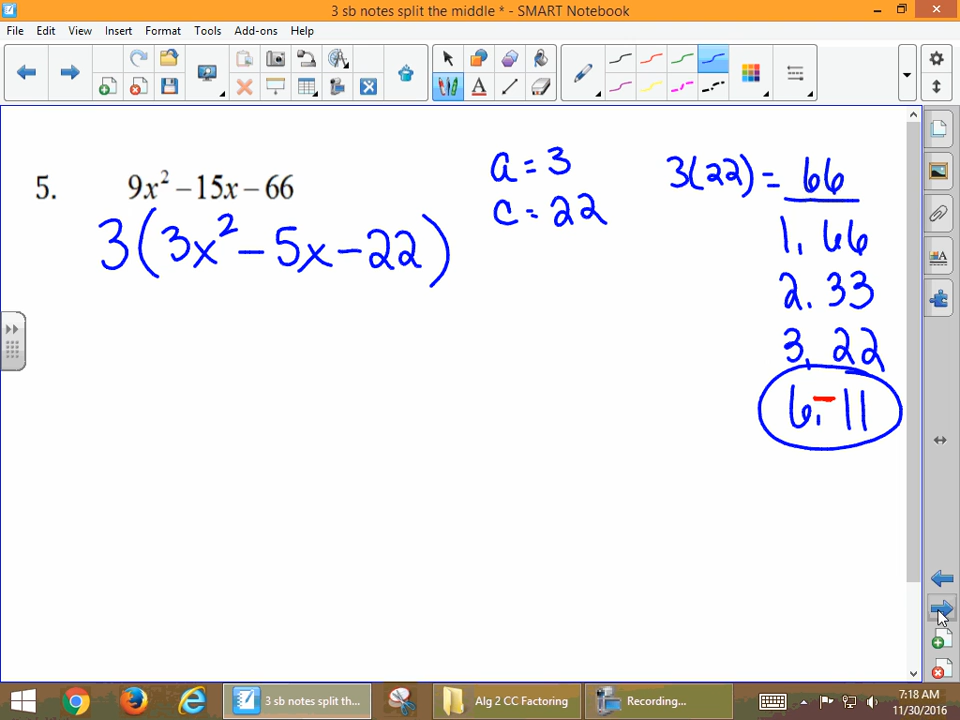 3 sb notes split the middle * - SMART Notebook
File Edit View Insert Format Tools Add-ons Help
5. 9x² – 15x – 66
3(3x² – 5x – 22)
a = 3
c = 22
3(22) = 66
1, 66
2. 33
3, 22
6, - 11
3 sb notes split th...
Alg 2 CC Factoring
Recording...
7:18 AM
11/30/2016